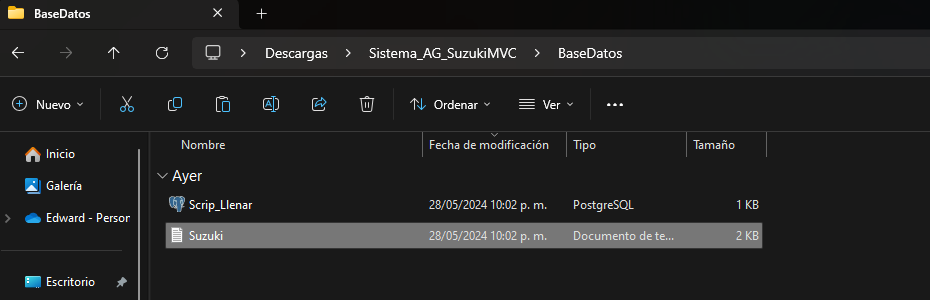 BaseDatos
Descargas Sistema_AG_SuzukiMVC BaseDatos
Nuevo Ordenar Ver
Nombre Fecha de modificación Tipo Tamaño
Inicio
Ayer
Galería
Scrip_Llenar 28/05/2024 10:02 p. m. PostgreSQL 1 KB
Edward - Person
Suzuki 28/05/2024 10:02 p. m. Documento de te... 2 KB
Escritorio